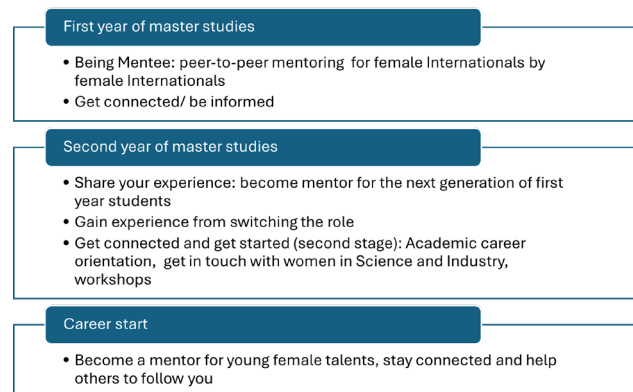 First year of master studies
• Being Mentee: peer-to-peer mentoring for female Internationals by
female Internationals
• Get connected/ be informed
Second year of master studies
• Share your experience: become mentor for the next generation of first
year students
• Gain experience from switching the role
• Get connected and get started (second stage): Academic career
orientation, get in touch with women in Science and Industry,
workshops
Career start
• Become a mentor for young female talents, stay connected and help
others to follow you